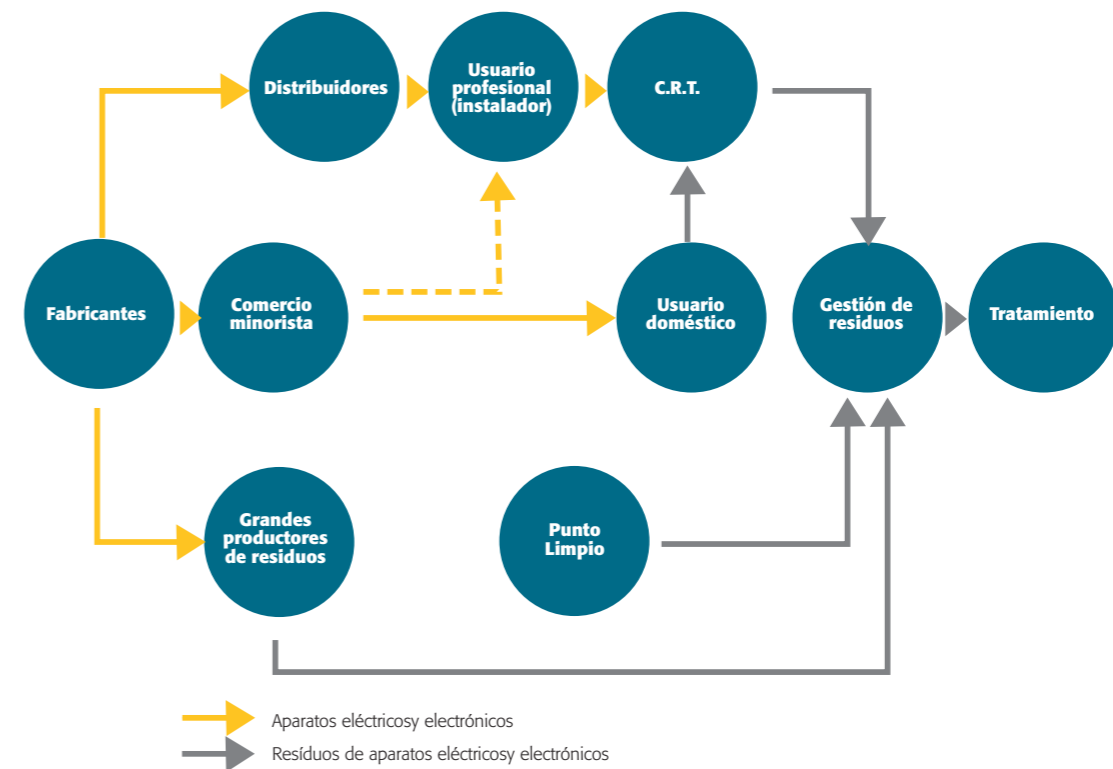 Distribuidores
Usuario
profesional
(instalador)
C.R.T.
Fabricantes
Comercio
minorista
Usuario
doméstico
Gestión de
residuos
Tratamiento
Grandes
productores
de residuos
Punto
Limpio
Aparatos eléctricosy electrónicos
Resíduos de aparatos eléctricosy electrónicos